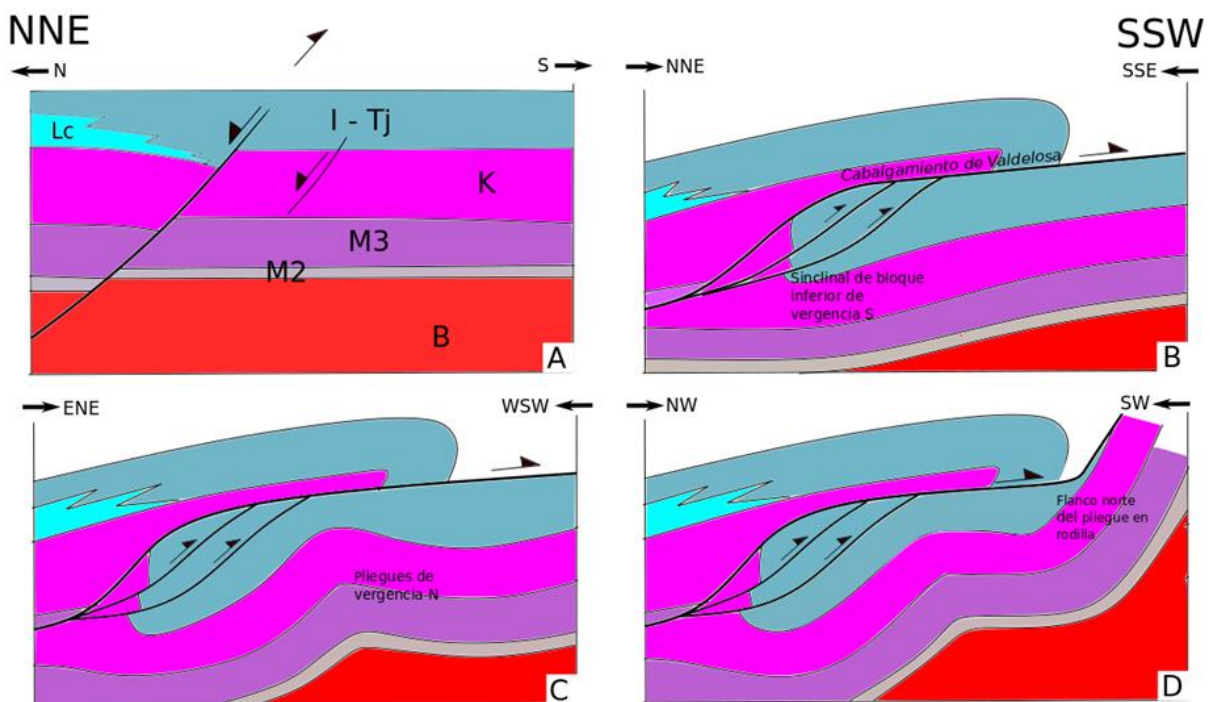 NNE
SSW
N
S
Lc
I - Tj
K
M3
M2
B
A
NNE
SSE
Cabalgamiento de Valdelosa
Sinclinal de bloque
inferior de
vergencia S
B
ENE
WSW
Pliegues de
vergencia N
C
NW
SW
Flanco norte
del pliegue en
rodilla
D